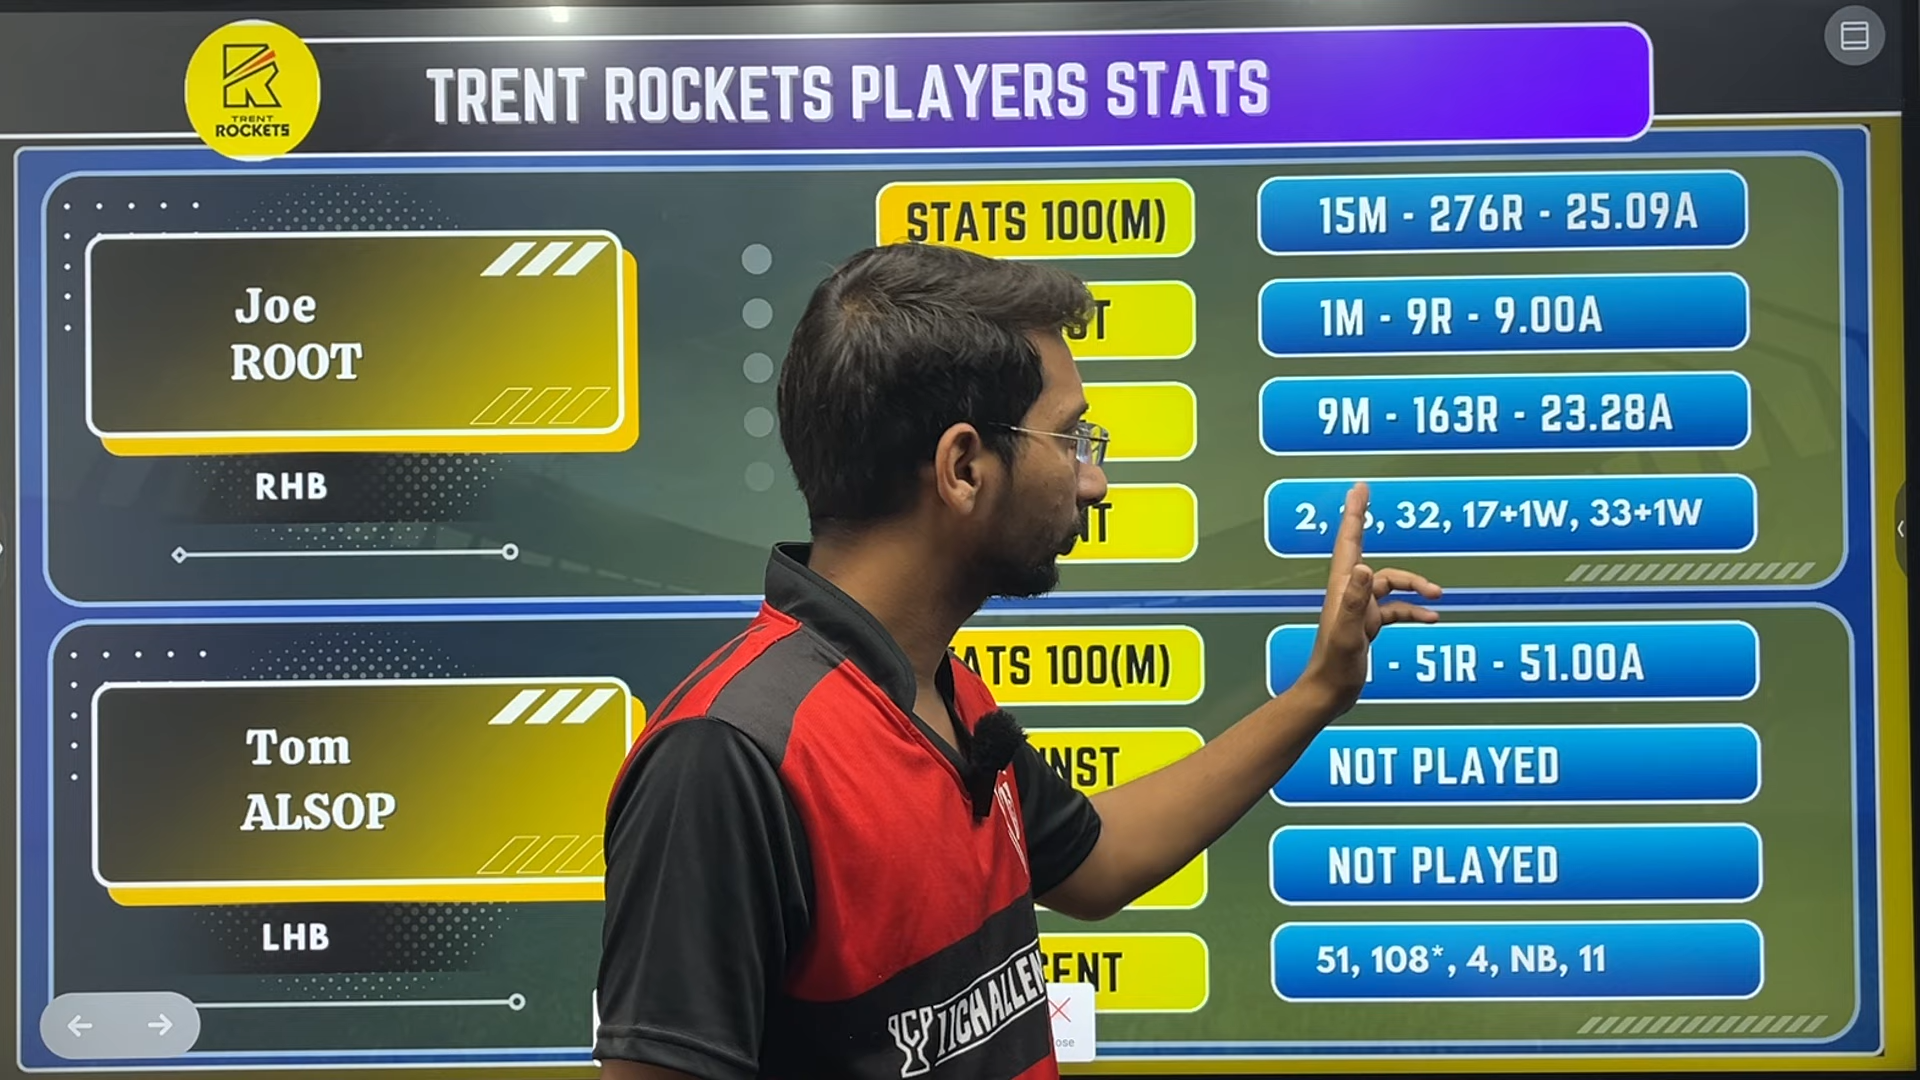 TRENT
ROCKETS
TRENT ROCKETS PLAYERS STATS
Joe
ROOT
RHB
STATS 100(M)
15M - 276R - 25.09A
1M - 9R - 9.00A
9M - 163R - 23.28A
2, 32, 17+1W, 33+1W
Tom
ALSOP
LHB
100(M)
- 51R - 51.00A
NOT PLAYED
NOT PLAYED
51, 108*, 4, NB, 11